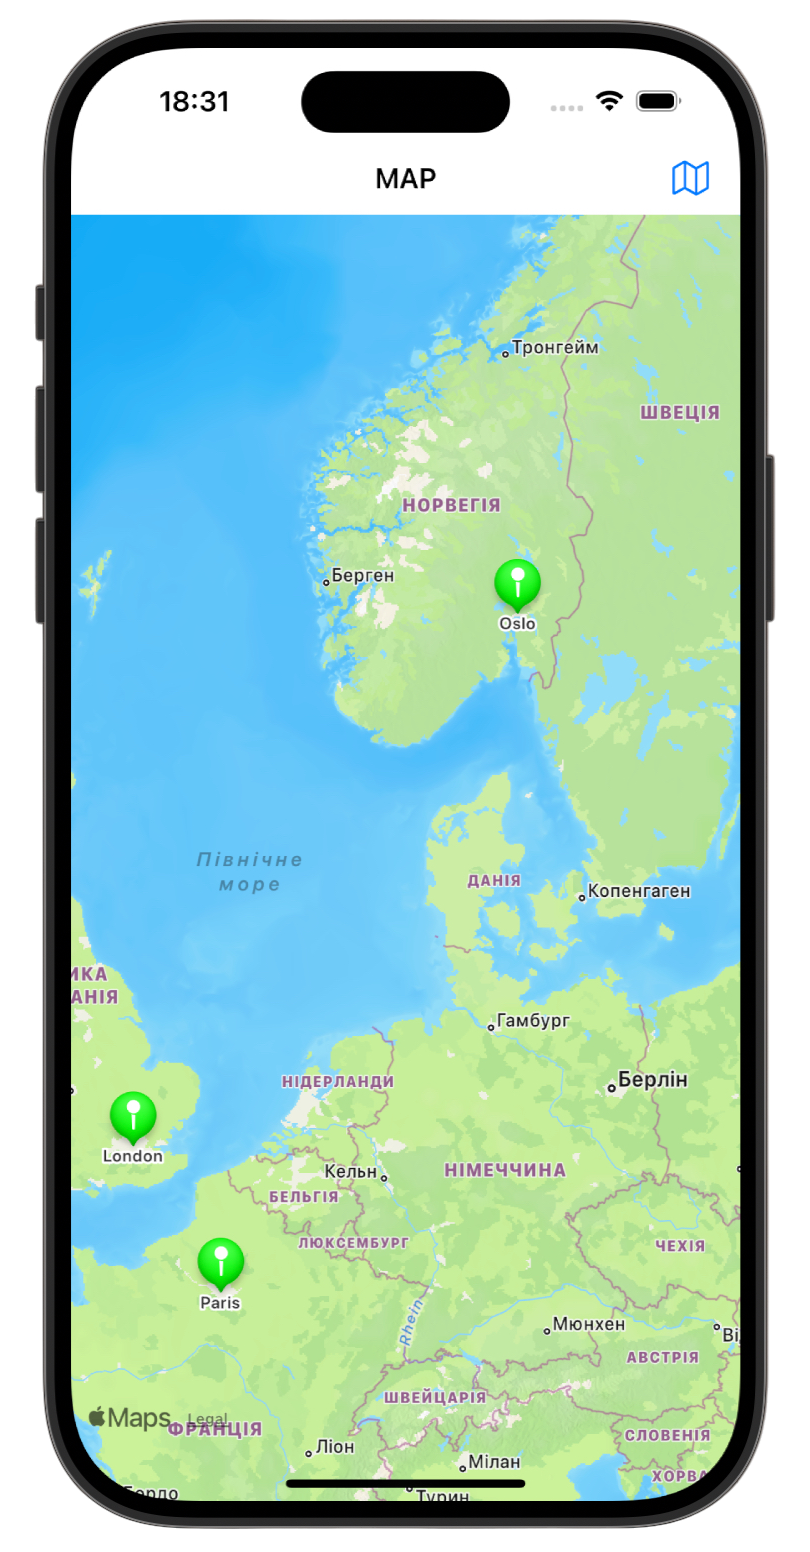 18:31
MAP
Тронгейм
ШВЕЦІЯ
НОРВЕГІЯ
Берген
Oslo
Північне
море
ДАНІЯ
Копенгаген
ИКА
АНІЯ
Гамбург
Берлін
НІДЕРЛАНДИ
London
Кельн
НІМЕЧЧИНА
БЕЛЬГІЯ
ЛЮКСЕМБУРГ
ЧЕХІЯ
Paris
Rhein
Мюнхен
Ві
АВСТРІЯ
ШВЕЙЦАРІЯ
Maps Legal
ФРАНЦІЯ
СЛОВЕНІЯ
Ліон
Мілан
ХОРВА
Бордо
Турин